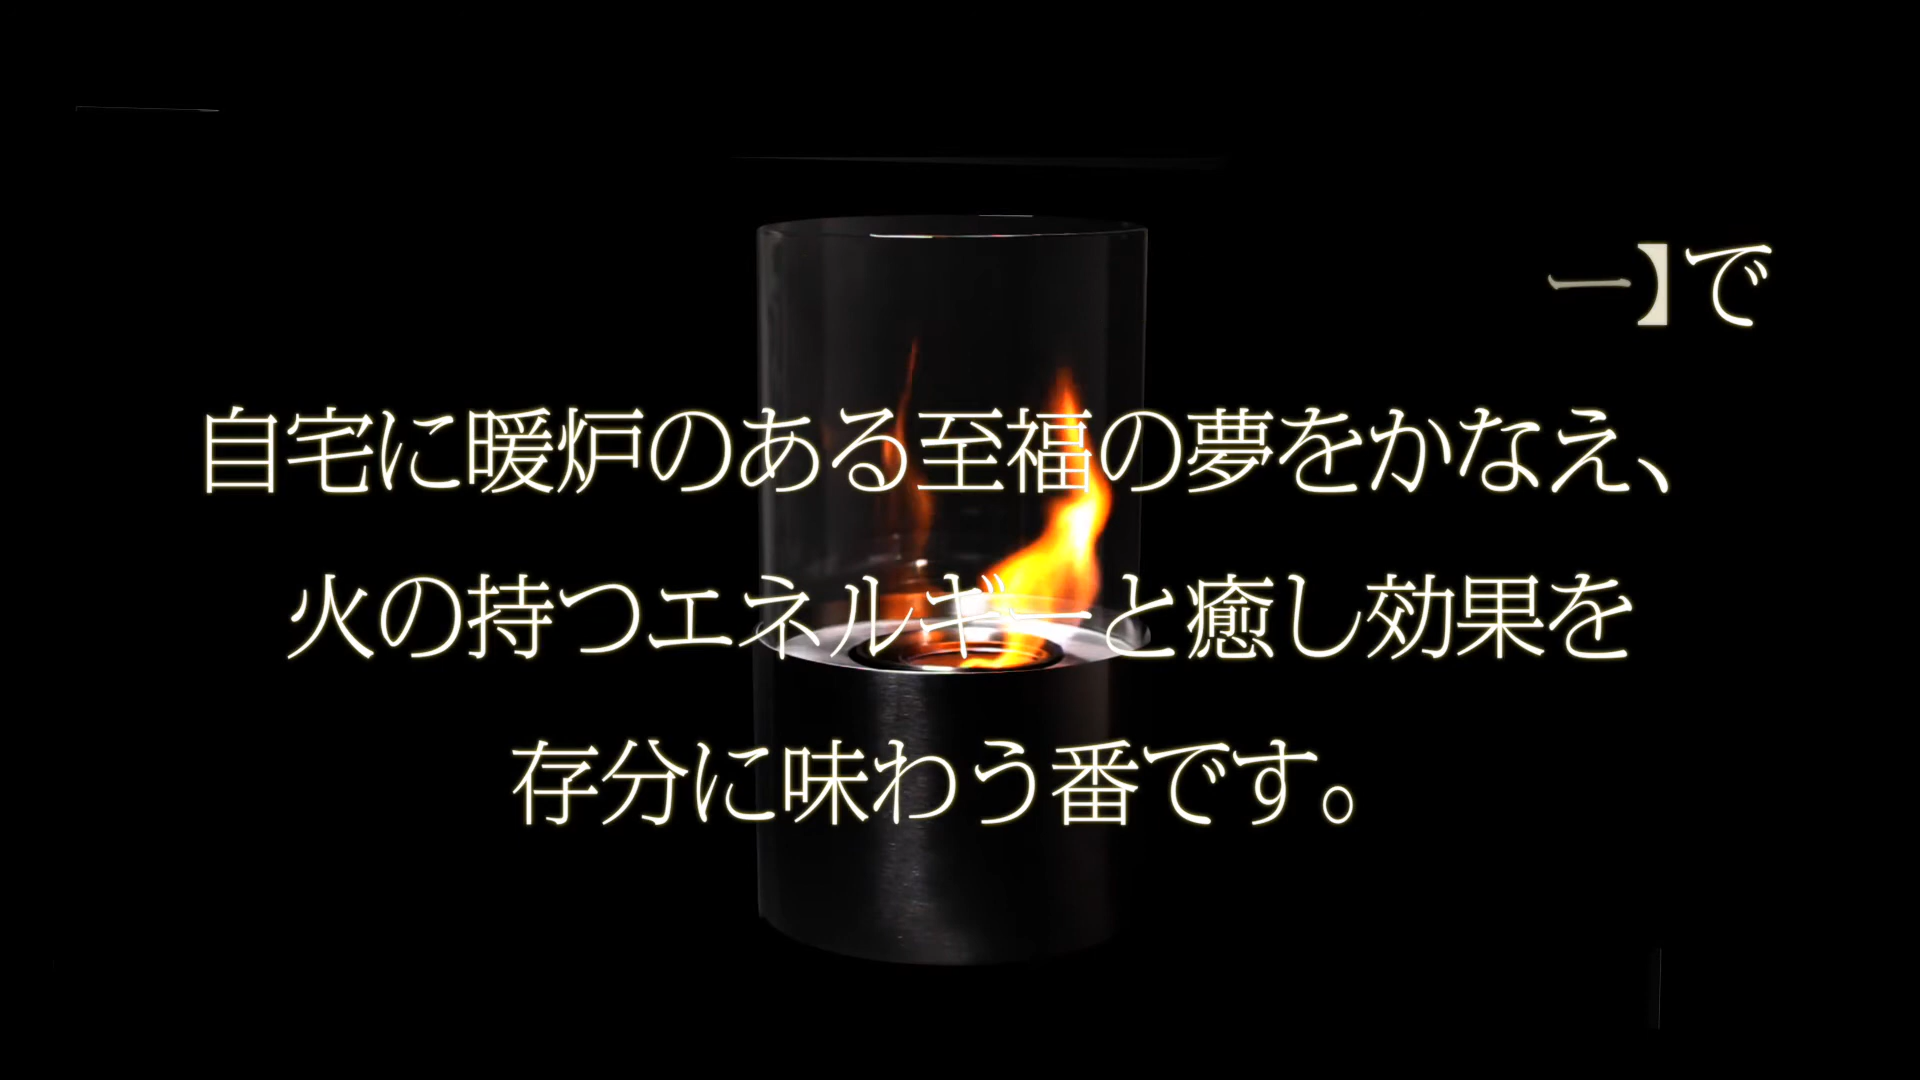 ー】で
自宅に暖炉のある至福の夢をかなえ、
火の持つエネルギーと癒し効果を
存分に味わう番です。